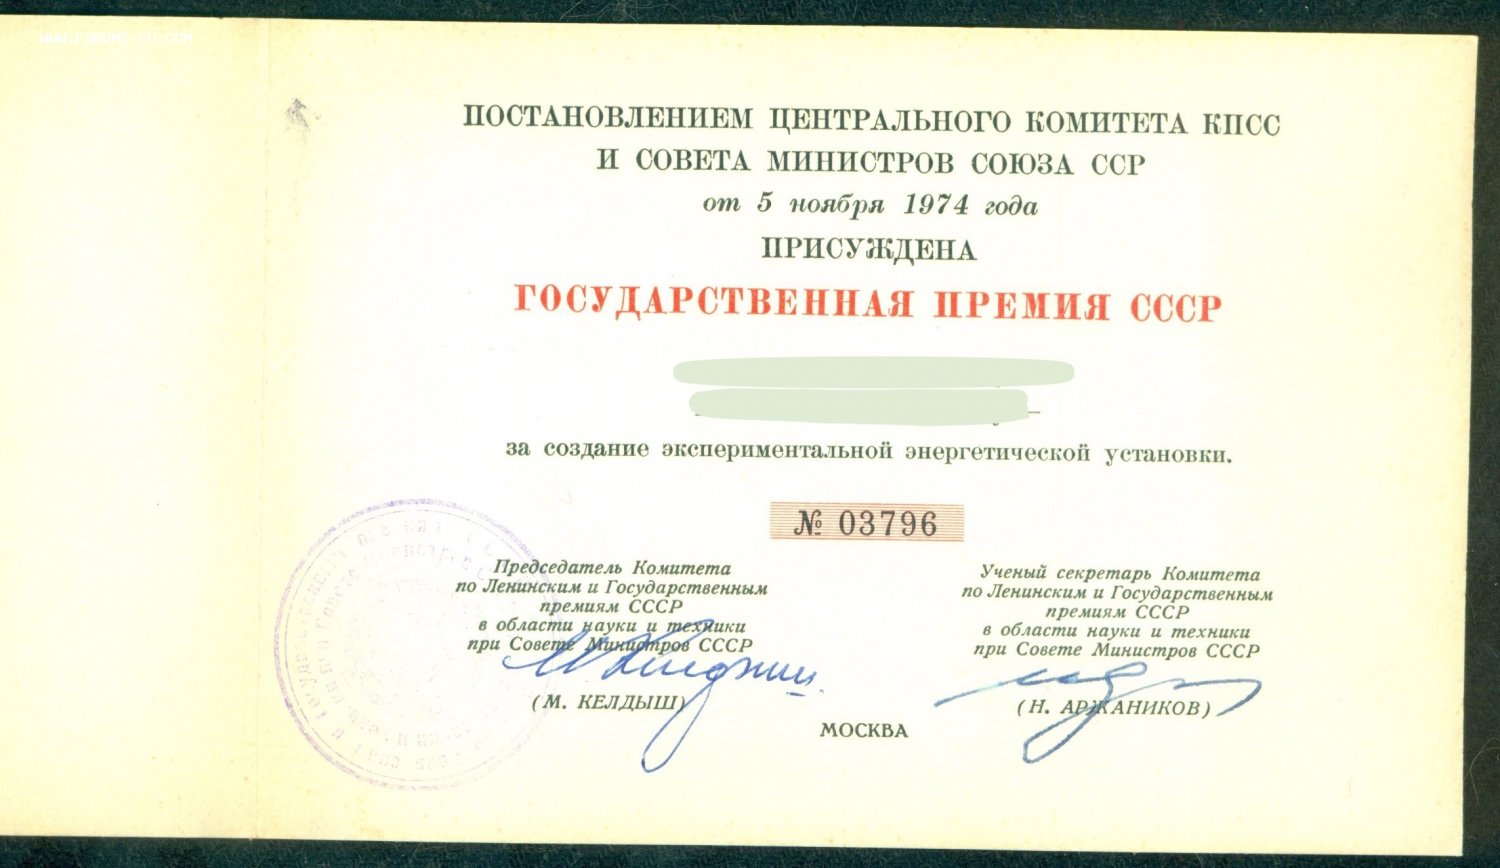 ПОСТАНОВЛЕНИЕМ ЦЕНТРАЛЬНОГО КОМИТЕТА КПСС
И СОВЕТА МИНИСТРОВ СОЮЗА ССР
от 5 ноября 1974 года
ПРИСУЖДЕНА
ГОСУДАРСТВЕННАЯ ПРЕМИЯ СССР
за создание экспериментальной энергетической установки.
№ 03796
Председатель Комитета
по Ленинским и Государственным
премиям СССР
в области науки и техники
при Совете Министров СССР
(М. КЕЛДЫШ)
Ученый секретарь Комитета
по Ленинским и Государственным
премиям СССР
в области науки и техники
при Совете Министров СССР
(Н. АРЖАНИКОВ)
МОСКВА